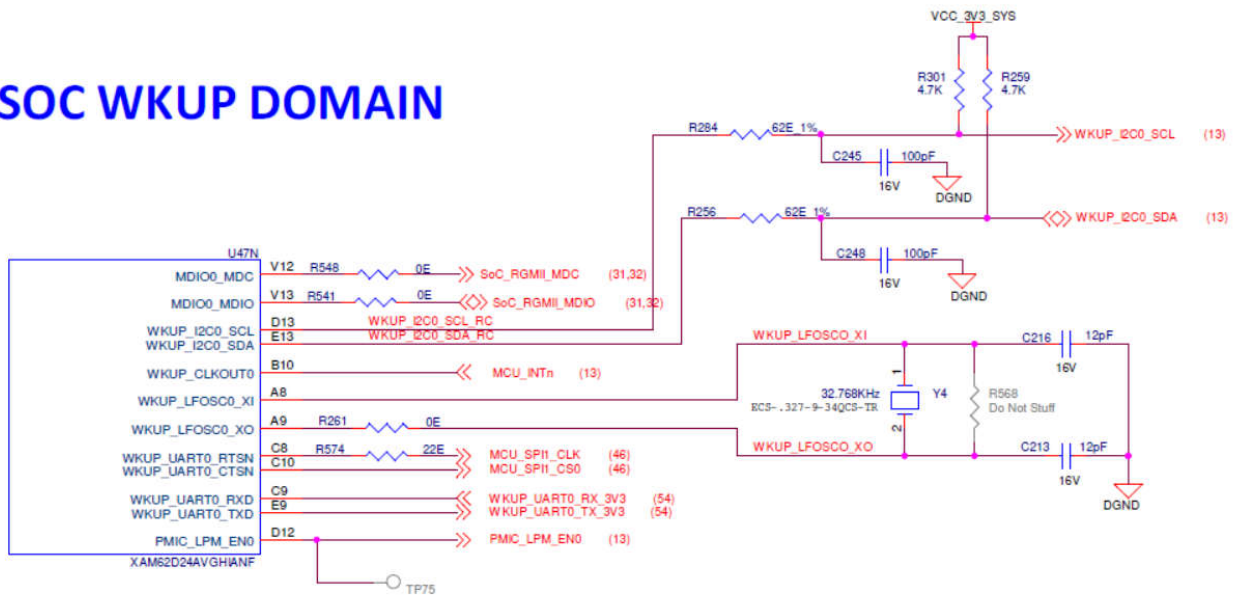 VCC_3V3_SYS
SOC WKUP DOMAIN
R301
4.7K
R259
4.7K
R284 62E_1%
WKUP_I2C0_SCL (13)
C245 100pF
16V
DGND
R256 62E_1%
WKUP_I2C0_SDA (13)
C248 100pF
16V
DGND
U47N
MDIO0_MDC V12 R548 0E SoC_RGMII_MDC (31,32)
MDIO0_MDIO V13 R541 0E SoC_RGMII_MDIO (31,32)
WKUP_I2C0_SCL D13 WKUP_I2C0_SCL_RC
WKUP_I2C0_SDA E13 WKUP_I2C0_SDA_RC
WKUP_CLKOUT0 B10 MCU_INTn (13)
WKUP_LFOSC0_XI A8
WKUP_LFOSC0_XO A9 R261 0E
WKUP_UART0_RTSN C8 R574 22E MCU_SPI1_CLK (46)
WKUP_UART0_CTSN C10 MCU_SPI1_CS0 (46)
WKUP_UART0_RXD C9 WKUP_UART0_RX_3V3 (54)
WKUP_UART0_TXD E9 WKUP_UART0_TX_3V3 (54)
PMIC_LPM_EN0 D12 PMIC_LPM_EN0 (13)
XAM62D24AVGHIANF
TP75
WKUP_LFOSCO_XI
C216 12pF
16V
1
32.768KHz Y4
ECS-.327-9-34QCS-TR
2
R568
Do Not Stuff
WKUP_LFOSCO_XO
C213 12pF
16V
DGND